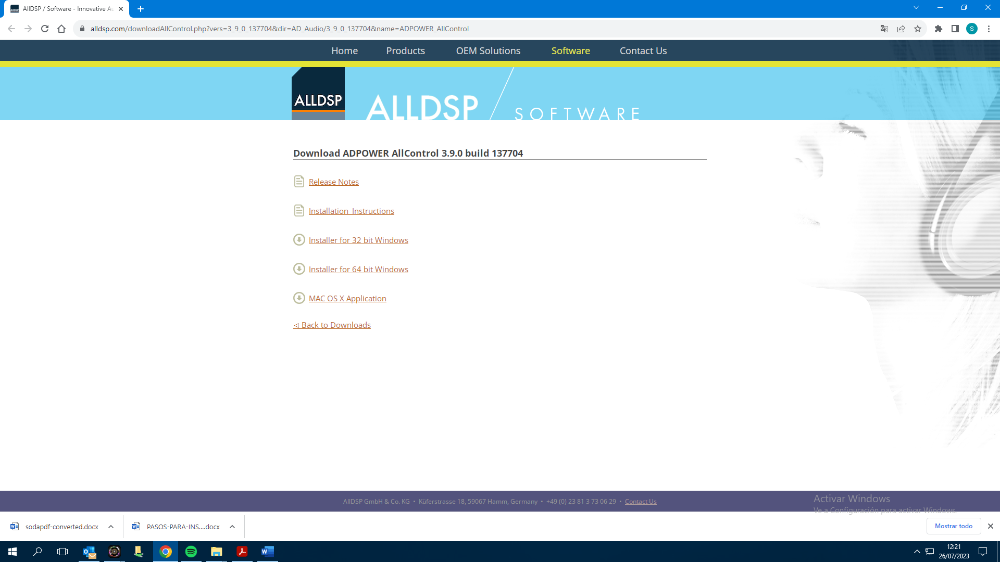 AllDSP / Software - Innovative Au
alldsp.com/downloadAllControl.php?vers=3_9_0_137704&dir=AD_Audio/3_9_0_137704&name=ADPOWER_AllControl
S
Home Products OEM Solutions Software Contact Us
ALLDSP
ALLDSP / SOFTWARE
Download ADPOWER AllControl 3.9.0 build 137704
Release Notes
Installation Instructions
Installer for 32 bit Windows
Installer for 64 bit Windows
MAC OS X Application
◁ Back to Downloads
AllDSP GmbH & Co. KG • Küferstrasse 18, 59067 Hamm, Germany • +49 (0) 23 81 3 73 06 29 • Contact Us
Activar Windows
Ve a Configuración para activar Windows.
sodapdf-converted.docx
PASOS-PARA-INS....docx
Mostrar todo
12:21
26/07/2023